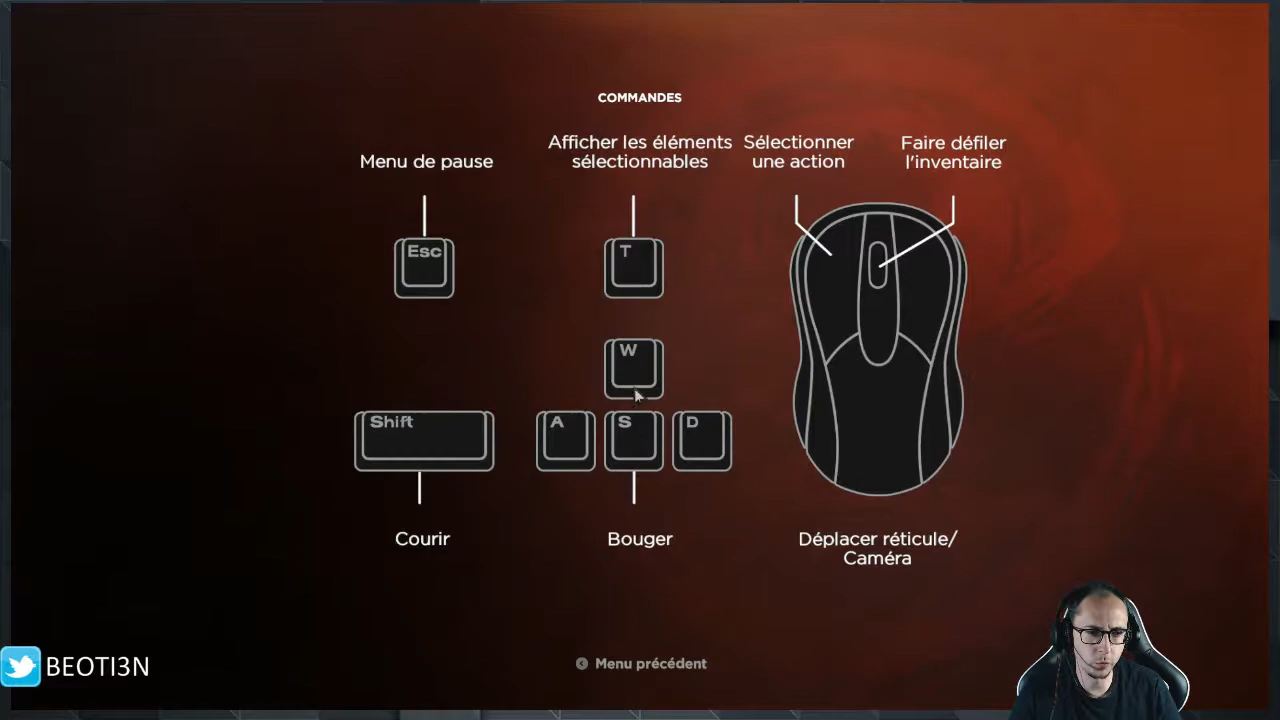 COMMANDES
Menu de pause
Afficher les éléments
sélectionnables
Sélectionner
une action
Faire défiler
l'inventaire
Esc
T
W
Shift
A
S
D
Courir
Bouger
Déplacer réticule/
Caméra
Menu précédent
BEOTI3N